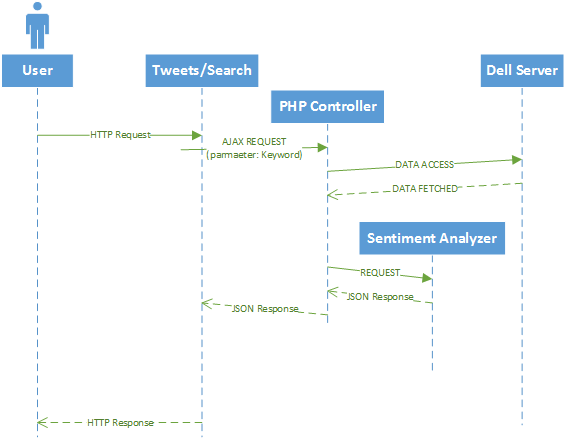 User
Tweets/Search
Dell Server
PHP Controller
HTTP Request
AJAX REQUEST
(parmaeter: Keyword)
DATA ACCESS
DATA FETCHED
Sentiment Analyzer
REQUEST
JSON Response
JSON Response
HTTP Response